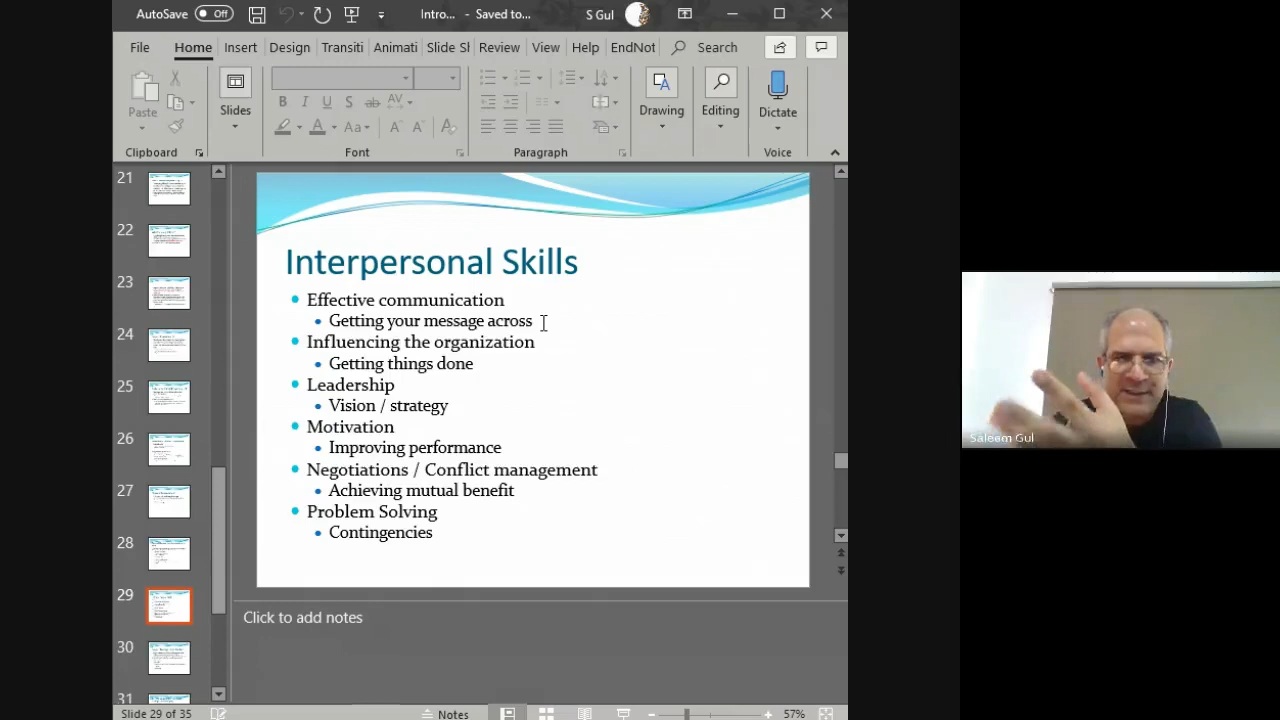 AutoSave Off Intro... - Saved to... S Gul
File Home Insert Design Transiti Animati Slide Sl Review View Help EndNot Search
Paste
Slides
Drawing
Editing
Dictate
Clipboard Font Paragraph Voice
21
22
23
24
25
26
27
28
29
30
31
Interpersonal Skills
Effective communication
Getting your message across
Influencing the organization
Getting things done
Leadership
Vision / strategy
Motivation
Improving peformance
Negotiations / Conflict management
Achieving mutual benefit
Problem Solving
Contingencies
Click to add notes
Slide 29 of 35 Notes 57%
Saleem Gul